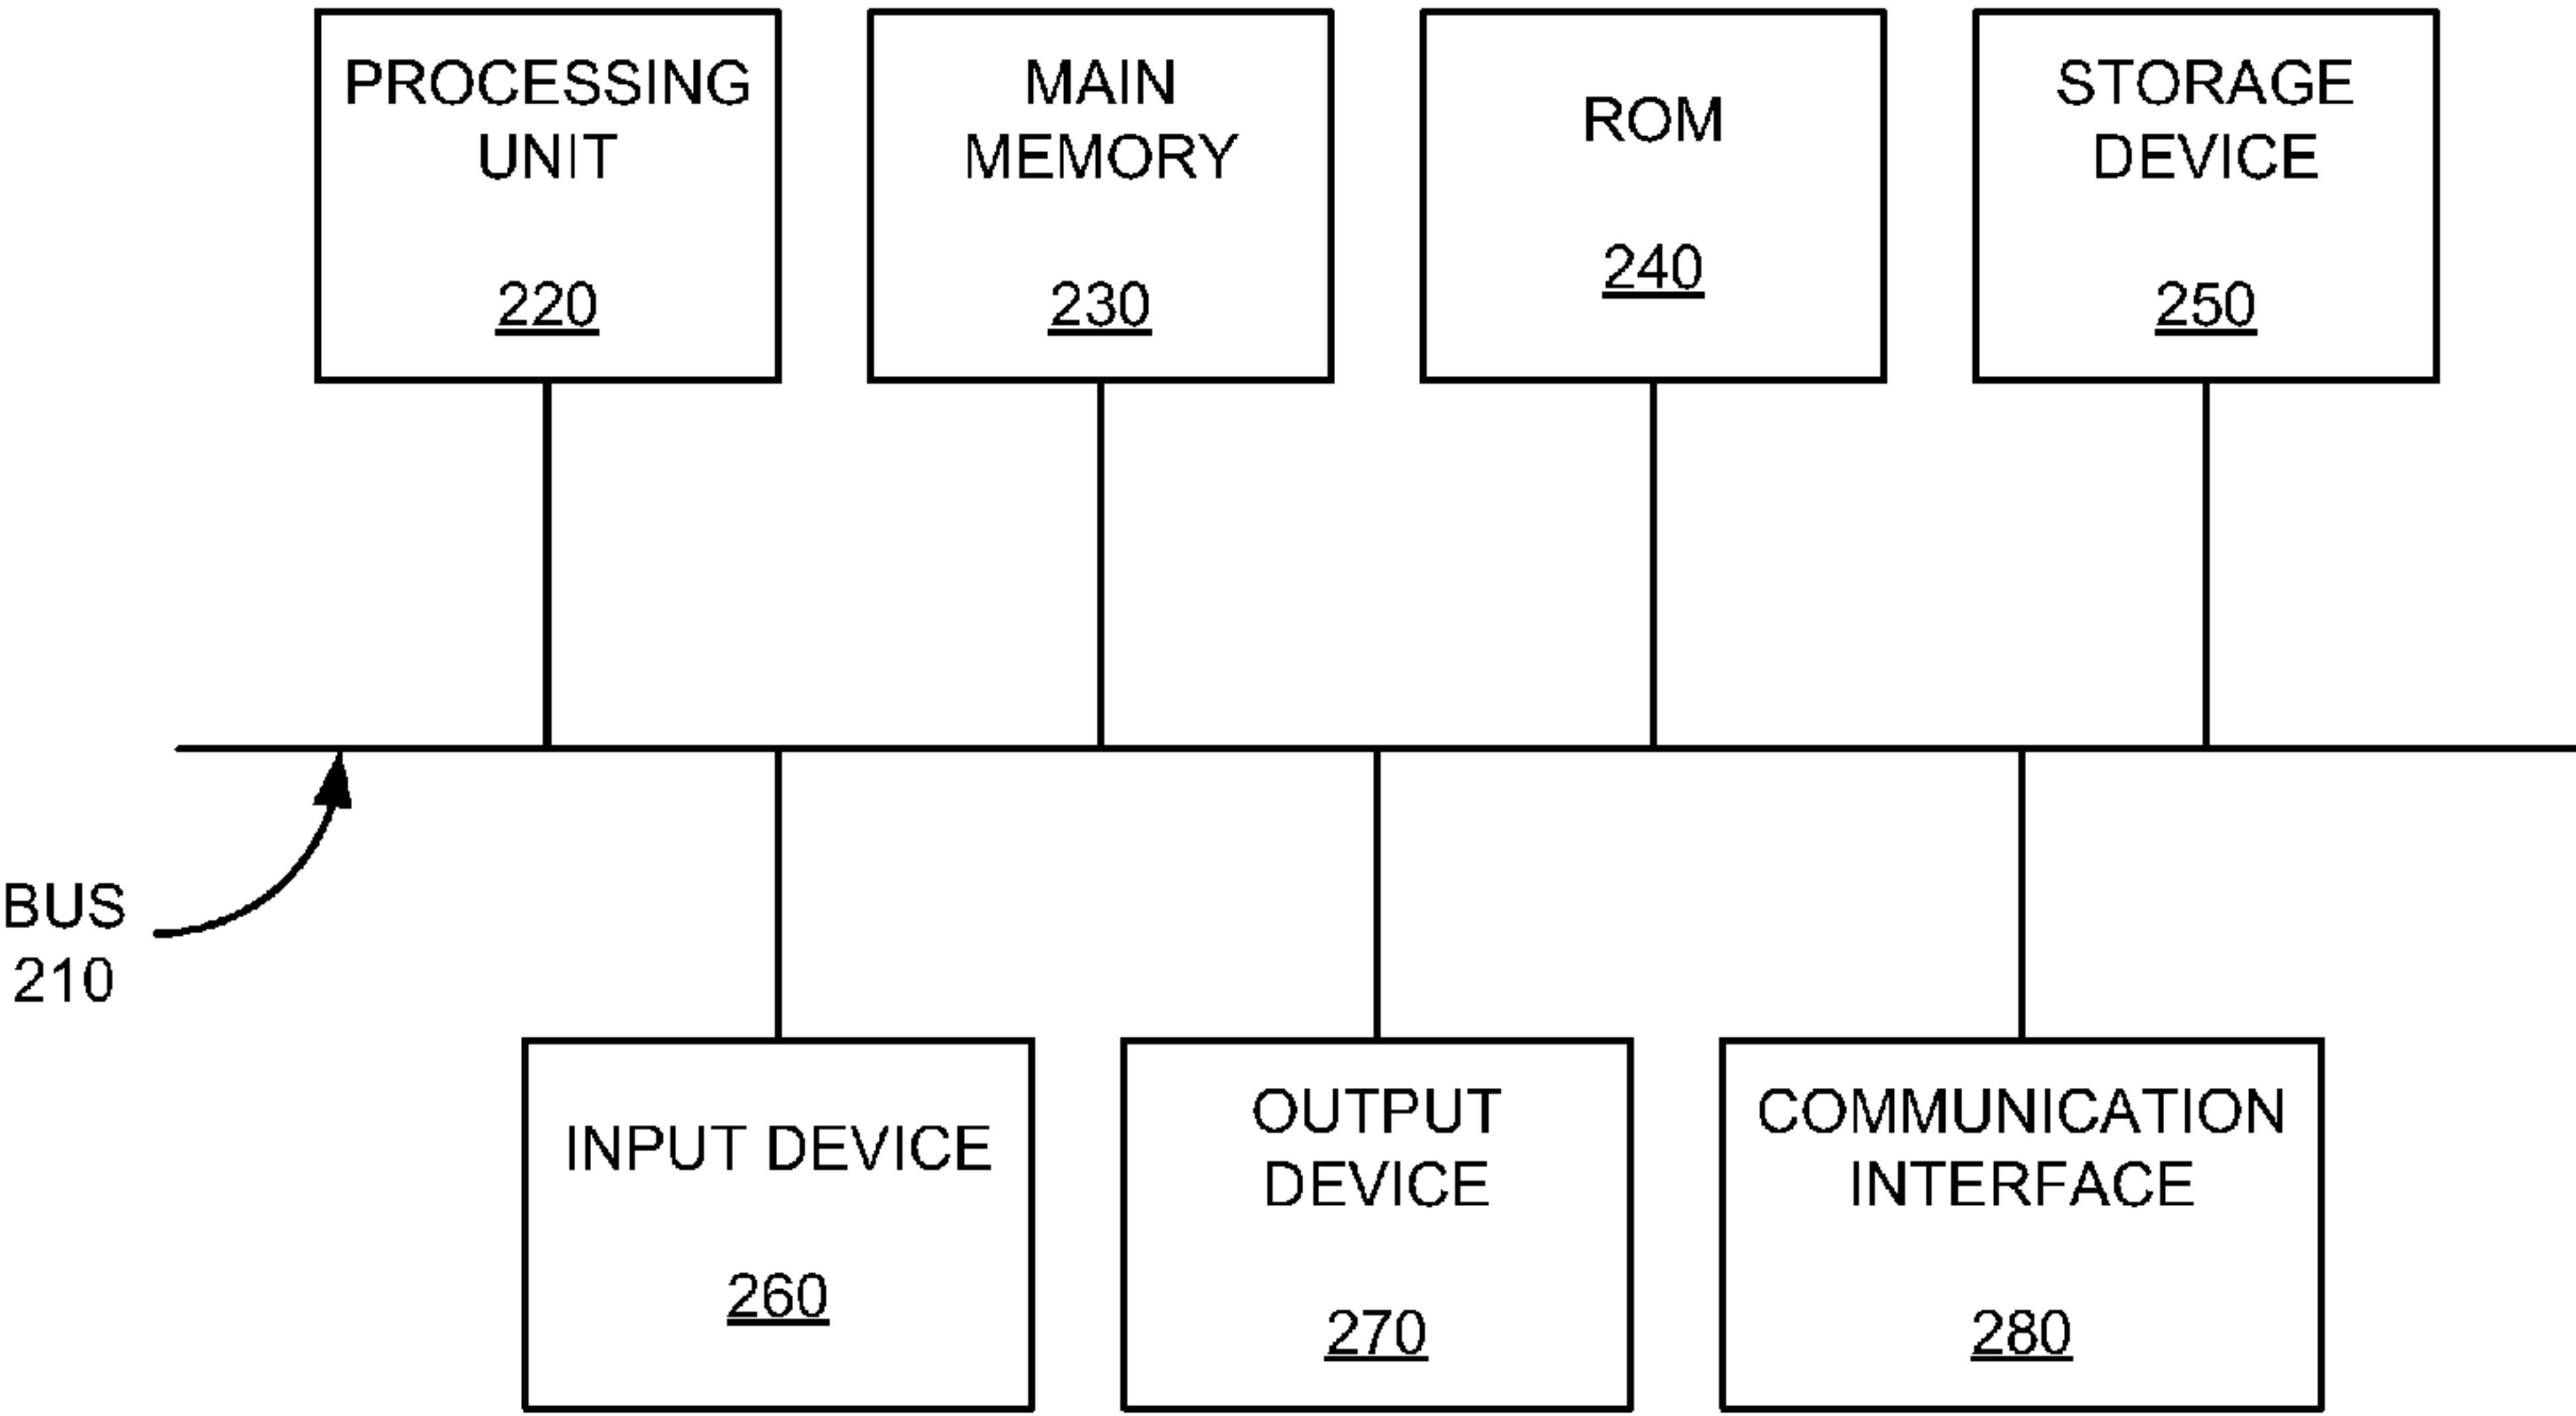 PROCESSING
UNIT
220
MAIN
MEMORY
230
ROM
240
STORAGE
DEVICE
250
BUS
210
INPUT DEVICE
260
OUTPUT
DEVICE
270
COMMUNICATION
INTERFACE
280